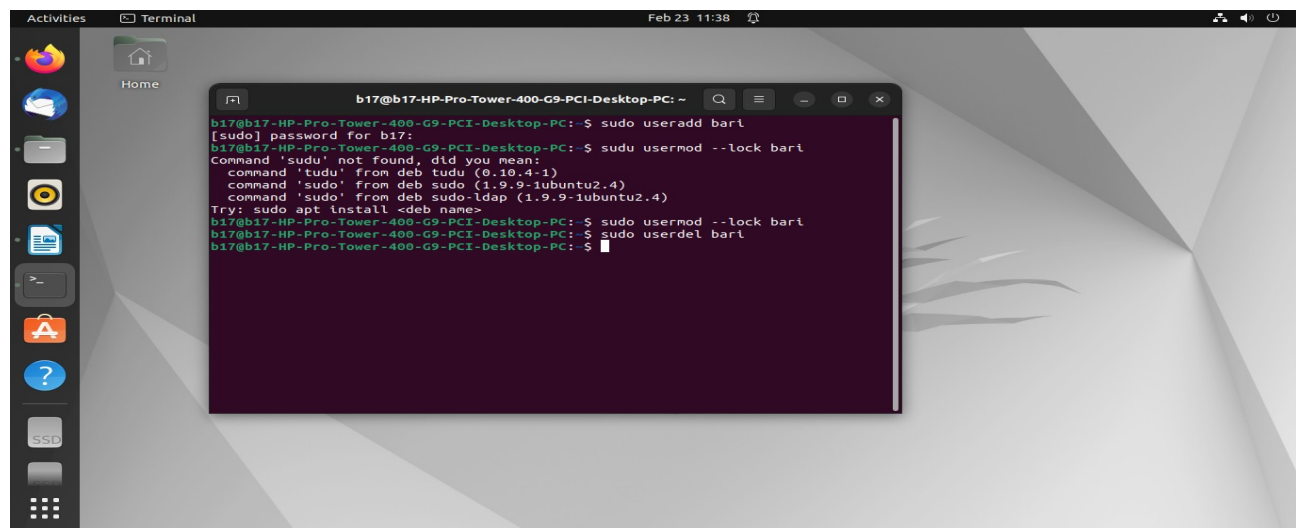 Activities Terminal Feb 23 11:38
Home
b17@b17-HP-Pro-Tower-400-G9-PCI-Desktop-PC: ~
b17@b17-HP-Pro-Tower-400-G9-PCI-Desktop-PC:~$ sudo useradd bari
[sudo] password for b17:
b17@b17-HP-Pro-Tower-400-G9-PCI-Desktop-PC:~$ sudu usermod --lock bari
Command 'sudu' not found, did you mean:
  command 'tudu' from deb tudu (0.10.4-1)
  command 'sudo' from deb sudo (1.9.9-1ubuntu2.4)
  command 'sudo' from deb sudo-ldap (1.9.9-1ubuntu2.4)
Try: sudo apt install <deb name>
b17@b17-HP-Pro-Tower-400-G9-PCI-Desktop-PC:~$ sudo usermod --lock bari
b17@b17-HP-Pro-Tower-400-G9-PCI-Desktop-PC:~$ sudo userdel bari
b17@b17-HP-Pro-Tower-400-G9-PCI-Desktop-PC:~$
SSD